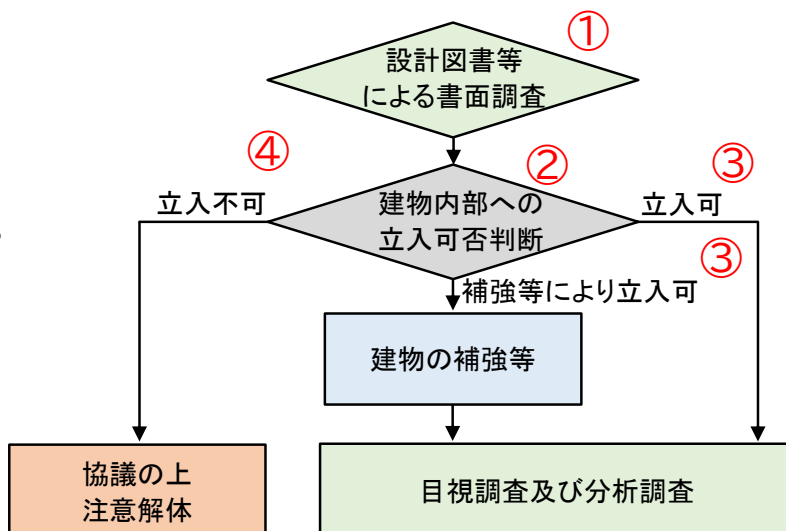 ①
設計図書等
による書面調査
④
②
③
立入不可
建物内部への
立入可否判断
立入可
③
補強等により立入可
建物の補強等
協議の上
注意解体
目視調査及び分析調査